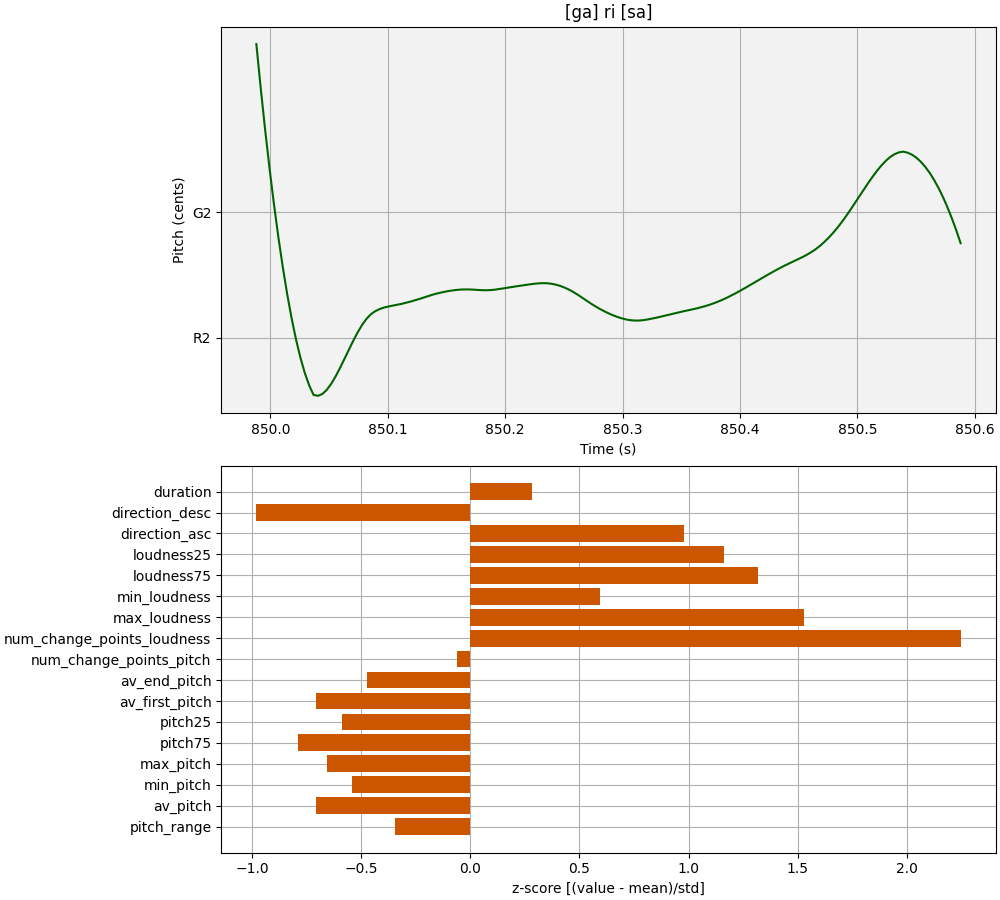 [ga] ri [sa]
Pitch (cents)
G2
R2
850.0 850.1 850.2 850.3 850.4 850.5 850.6
Time (s)
duration
direction_desc
direction_asc
loudness25
loudness75
min_loudness
max_loudness
num_change_points_loudness
num_change_points_pitch
av_end_pitch
av_first_pitch
pitch25
pitch75
max_pitch
min_pitch
av_pitch
pitch_range
−1.0 −0.5 0.0 0.5 1.0 1.5 2.0
z-score [(value - mean)/std]